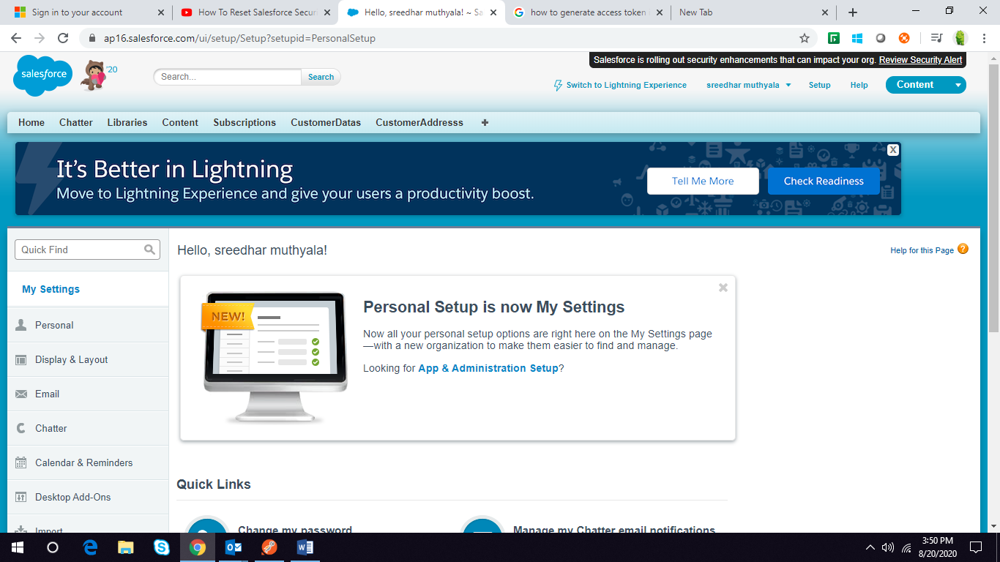 Sign in to your account
How To Reset Salesforce Secur
Hello, sreedhar muthyala! ~ Sa
how to generate access token
New Tab
ap16.salesforce.com/ui/setup/Setup?setupid=PersonalSetup
Salesforce is rolling out security enhancements that can impact your org. Review Security Alert
salesforce
'20
Search...
Search
Switch to Lightning Experience
sreedhar muthyala
Setup
Help
Content
Home
Chatter
Libraries
Content
Subscriptions
CustomerDatas
CustomerAddresss
It's Better in Lightning
Move to Lightning Experience and give your users a productivity boost.
Tell Me More
Check Readiness
X
Quick Find
My Settings
Personal
Display & Layout
Email
Chatter
Calendar & Reminders
Desktop Add-Ons
Import
Hello, sreedhar muthyala!
Help for this Page
NEW!
Personal Setup is now My Settings
Now all your personal setup options are right here on the My Settings page
—with a new organization to make them easier to find and manage.
Looking for App & Administration Setup?
Quick Links
Change my password
Manage my Chatter email notifications
3:50 PM
8/20/2020